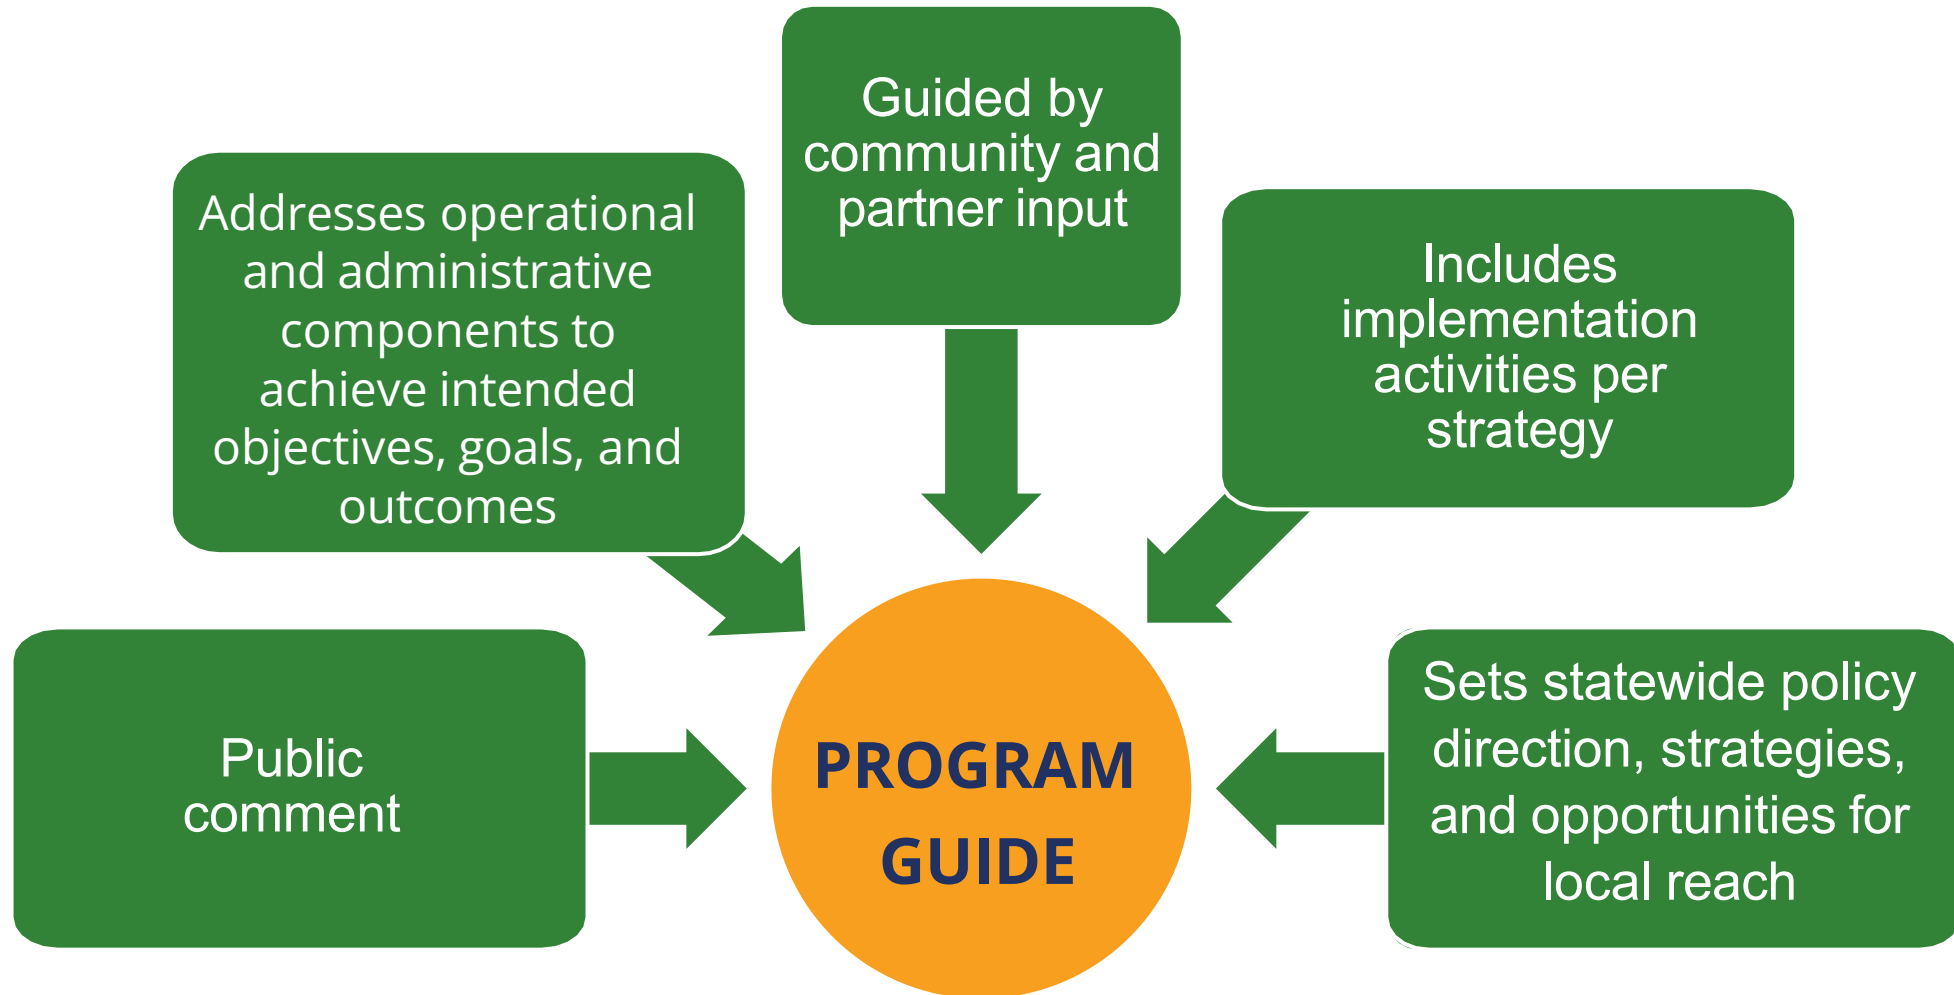 Guided by
community and
partner input
Addresses operational
and administrative
components to
achieve intended
objectives, goals, and
outcomes
Includes
implementation
activities per
strategy
Public
comment
PROGRAM
GUIDE
Sets statewide policy
direction, strategies,
and opportunities for
local reach